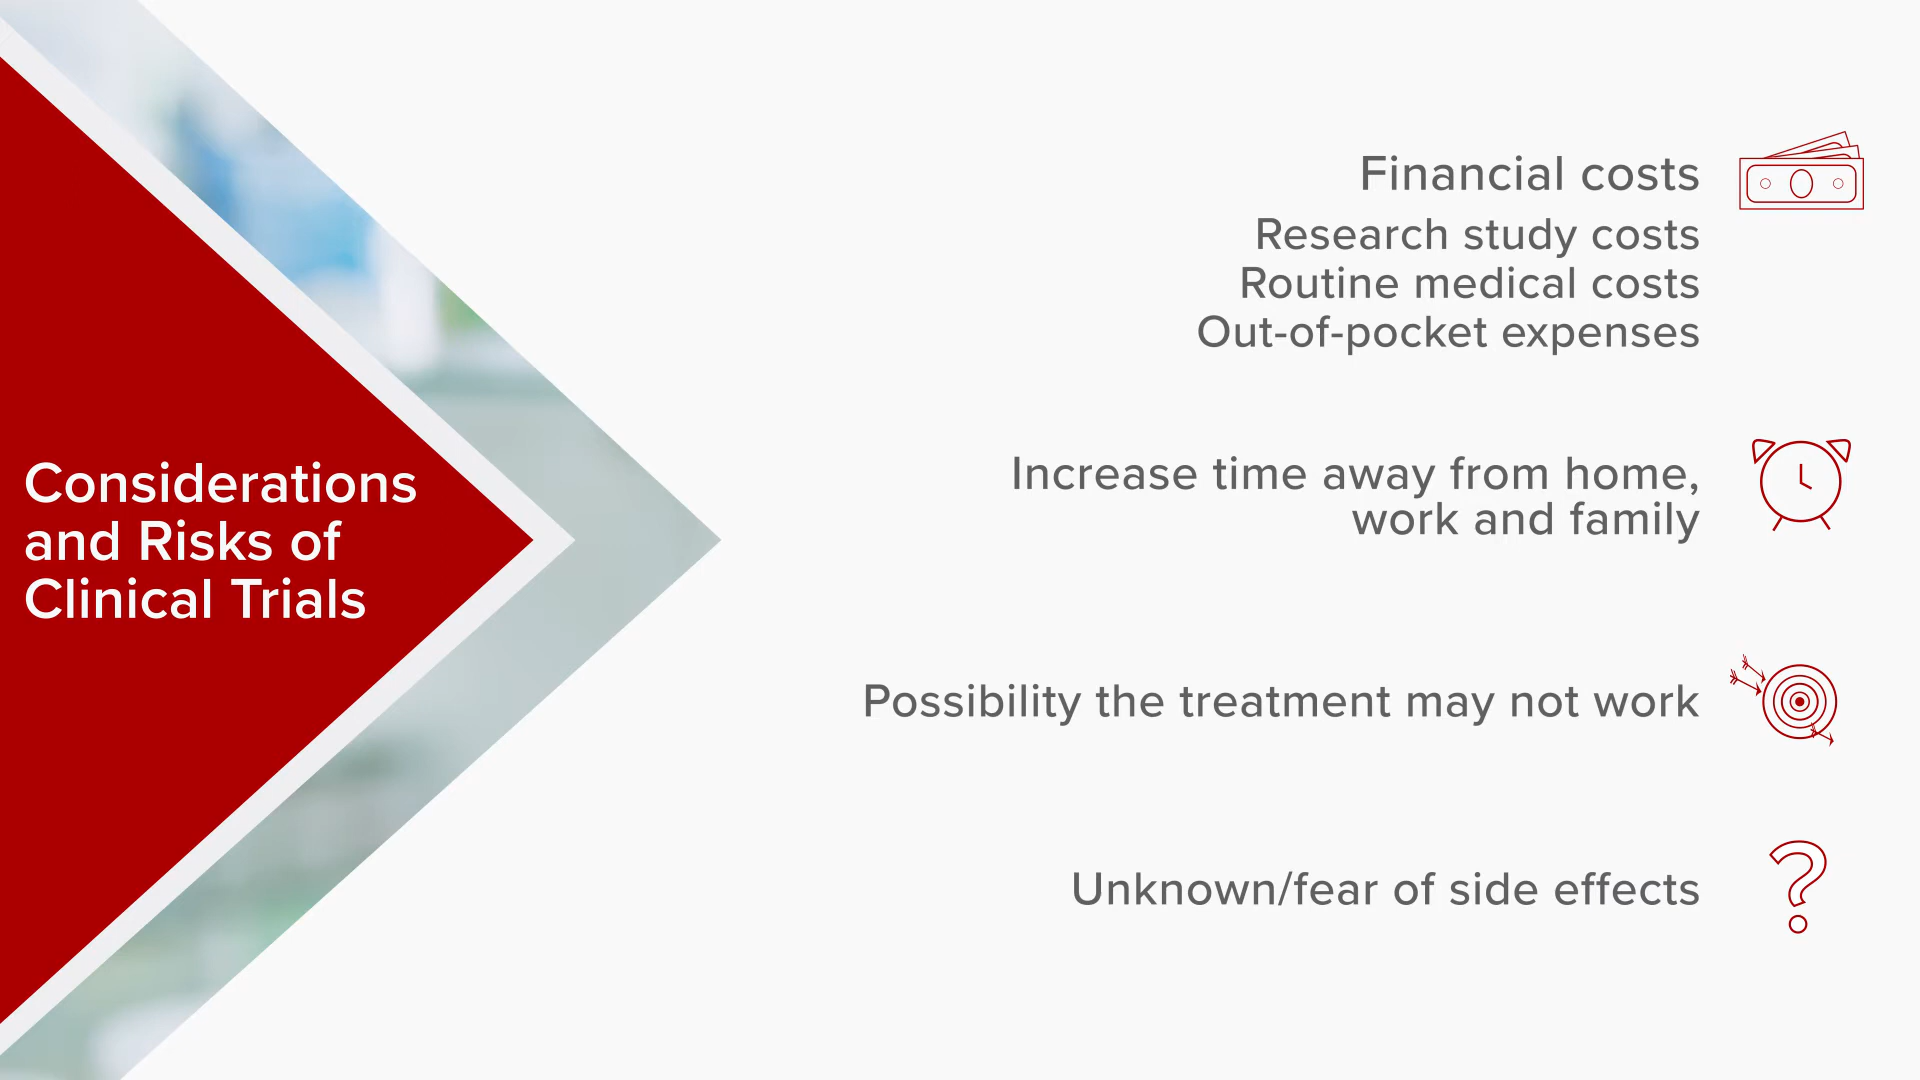 Considerations
and Risks of
Clinical Trials
Financial costs
Research study costs
Routine medical costs
Out-of-pocket expenses
Increase time away from home,
work and family
Possibility the treatment may not work
Unknown/fear of side effects